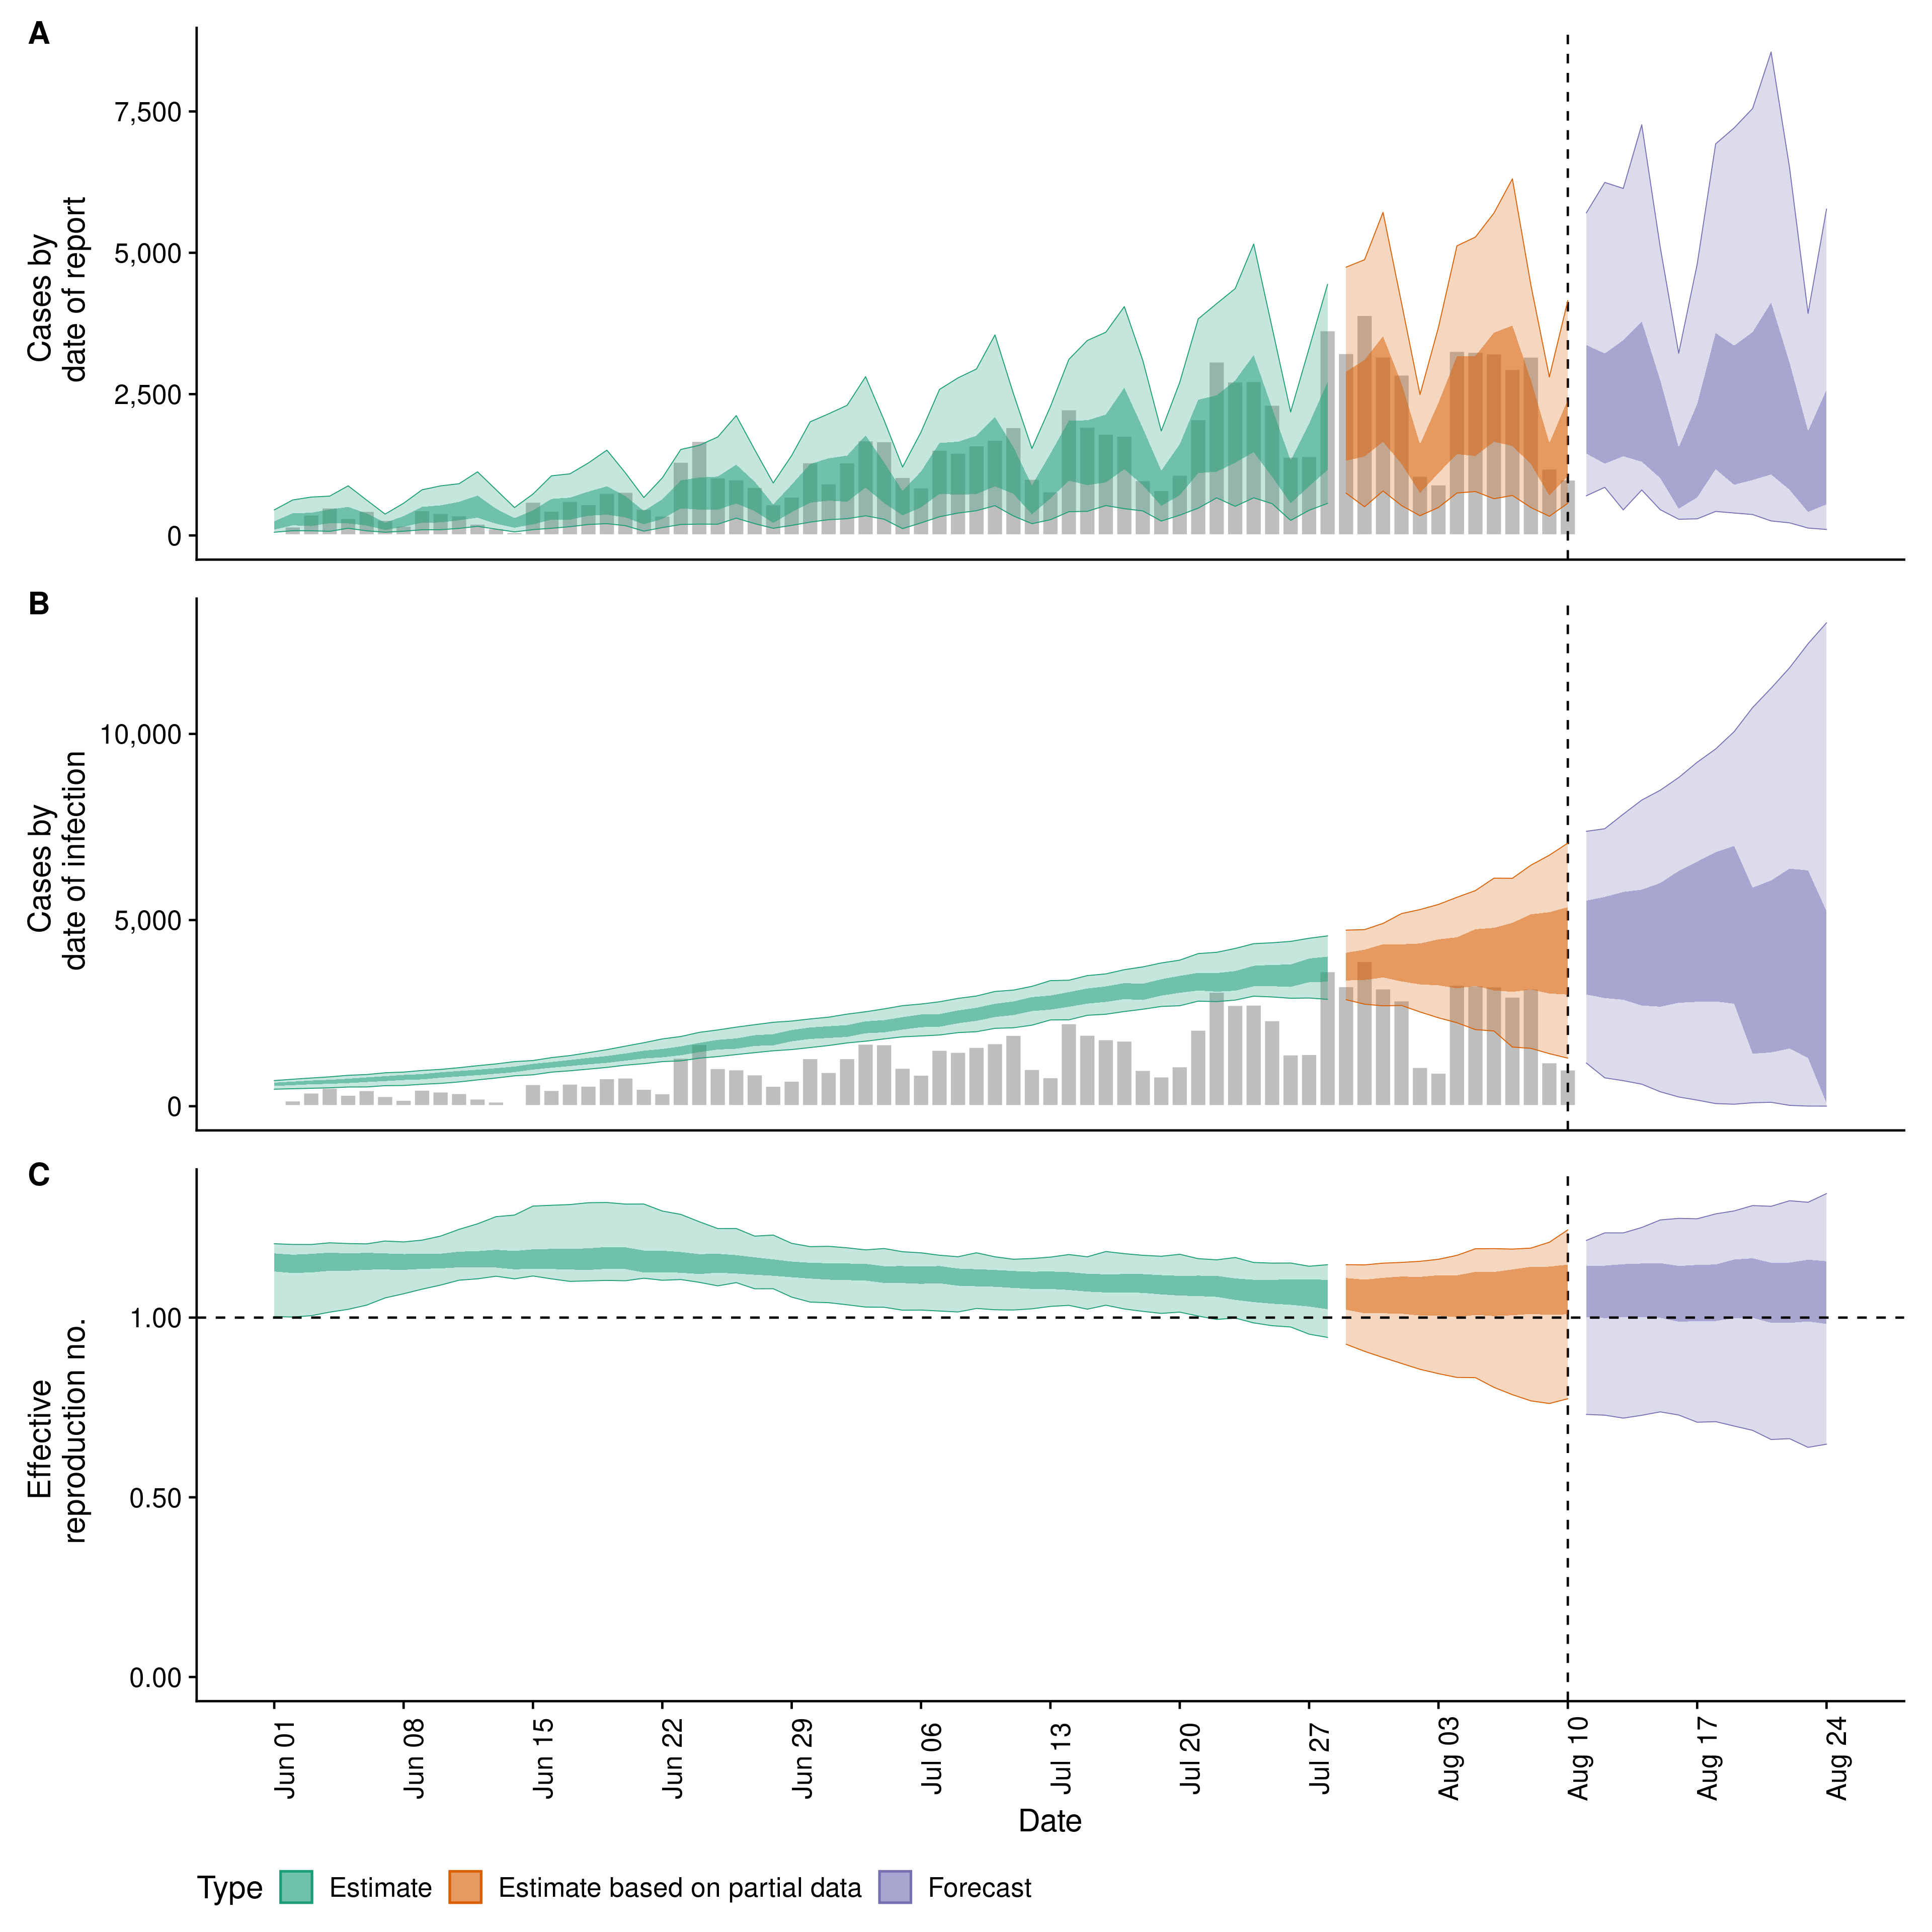 A
Cases by
date of report
7,500
5,000
2,500
0
B
Cases by
date of infection
10,000
5,000
0
C
Effective
reproduction no.
1.00
0.50
0.00
Jun 01
Jun 08
Jun 15
Jun 22
Jun 29
Jul 06
Jul 13
Jul 20
Jul 27
Aug 03
Aug 10
Aug 17
Aug 24
Date
Type Estimate Estimate based on partial data Forecast